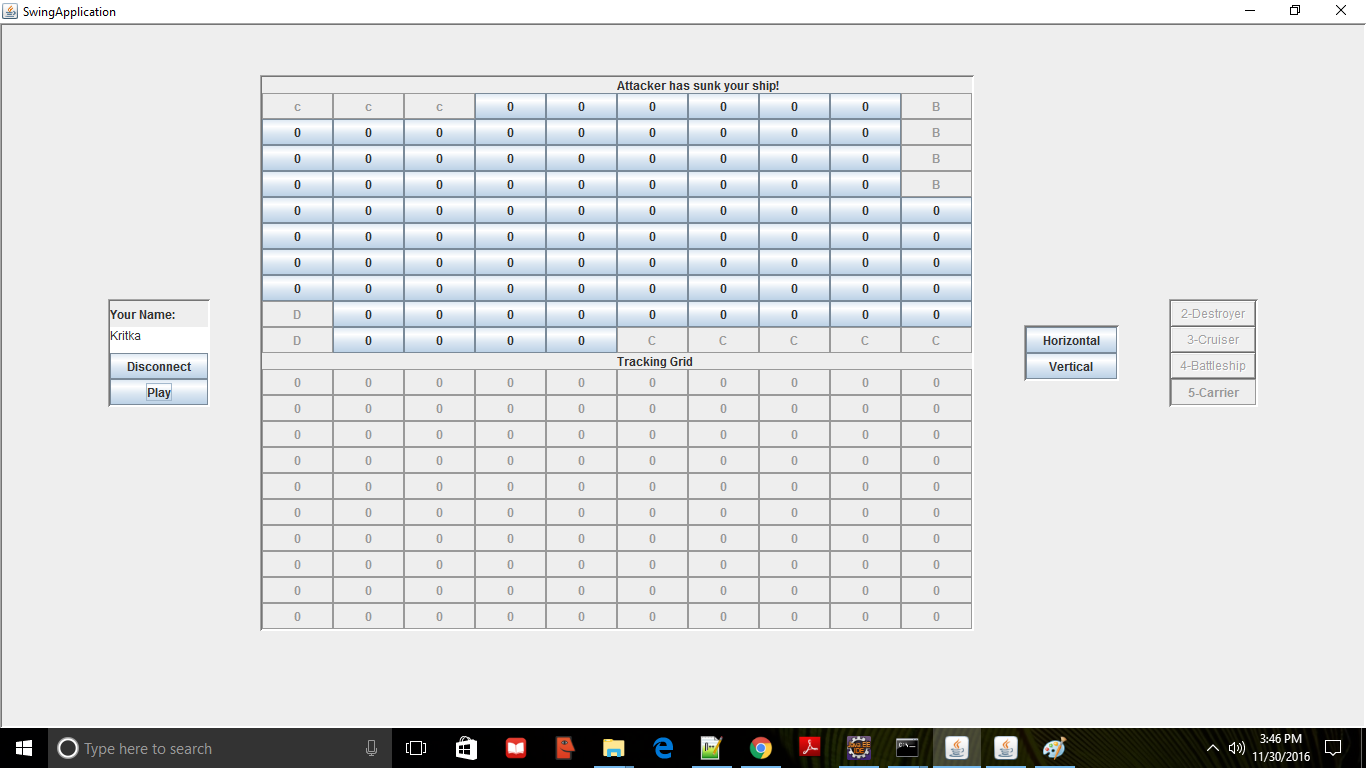 SwingApplication
Attacker has sunk your ship!
c c c 0 0 0 0 0 0 B
0 0 0 0 0 0 0 0 0 B
0 0 0 0 0 0 0 0 0 B
0 0 0 0 0 0 0 0 0 B
0 0 0 0 0 0 0 0 0 0
0 0 0 0 0 0 0 0 0 0
0 0 0 0 0 0 0 0 0 0
0 0 0 0 0 0 0 0 0 0
D 0 0 0 0 0 0 0 0 0
D 0 0 0 0 C C C C C
Tracking Grid
0 0 0 0 0 0 0 0 0 0
0 0 0 0 0 0 0 0 0 0
0 0 0 0 0 0 0 0 0 0
0 0 0 0 0 0 0 0 0 0
0 0 0 0 0 0 0 0 0 0
0 0 0 0 0 0 0 0 0 0
0 0 0 0 0 0 0 0 0 0
0 0 0 0 0 0 0 0 0 0
0 0 0 0 0 0 0 0 0 0
0 0 0 0 0 0 0 0 0 0
Your Name:
Kritka
Disconnect
Play
Horizontal
Vertical
2-Destroyer
3-Cruiser
4-Battleship
5-Carrier
Type here to search
3:46 PM
11/30/2016